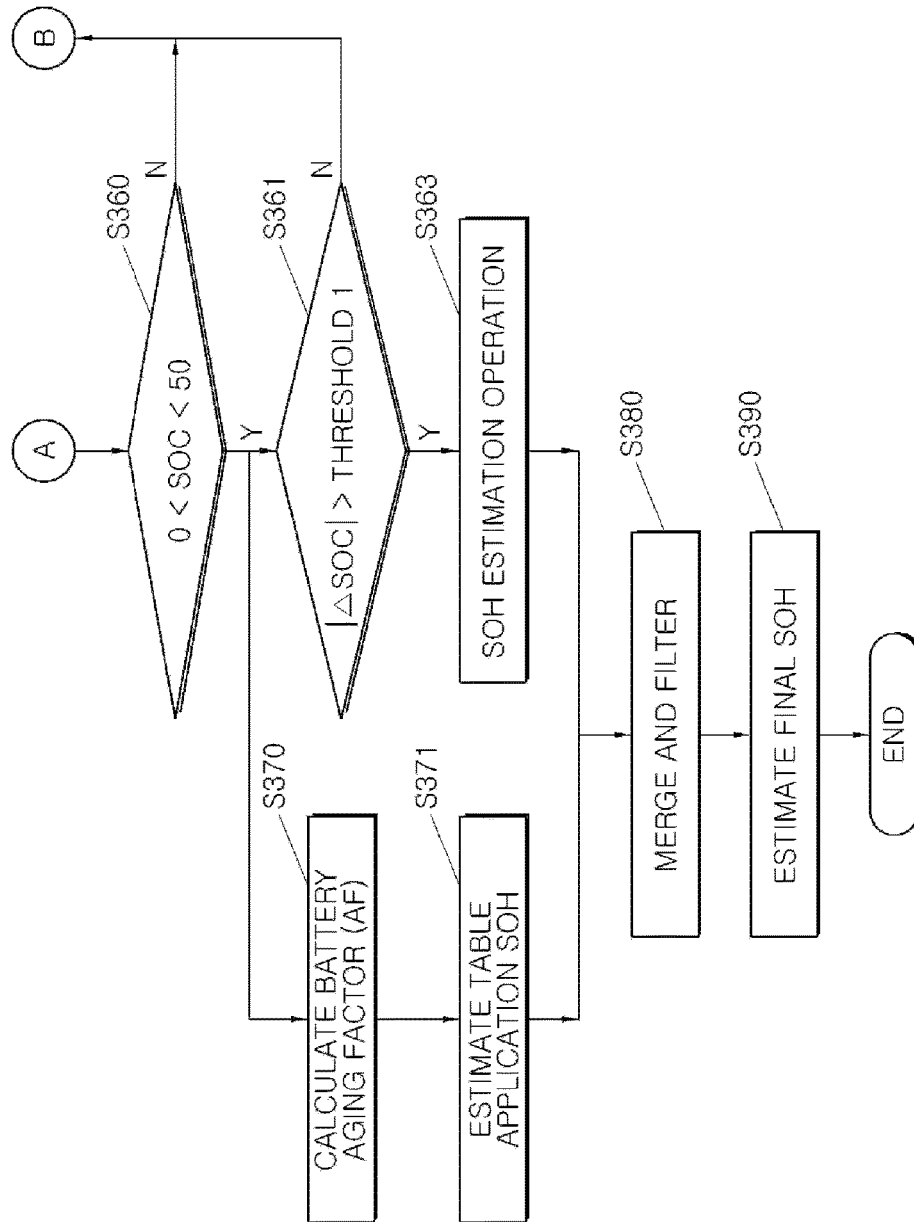 A
B
S360
0 < SOC < 50
N
Y
S361
|△SOC| > THRESHOLD 1
N
Y
S363
SOH ESTIMATION OPERATION
S370
CALCULATE BATTERY
AGING FACTOR (AF)
S371
ESTIMATE TABLE
APPLICATION SOH
S380
MERGE AND FILTER
S390
ESTIMATE FINAL SOH
END